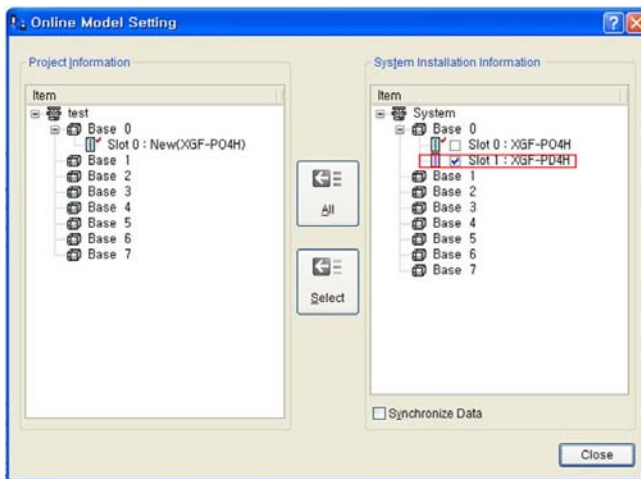 Online Model Setting
Project Information
Item
test
Base 0
Slot 0 : New(XGF-PO4H)
Base 1
Base 2
Base 3
Base 4
Base 5
Base 6
Base 7
All
Select
System Installation Information
Item
System
Base 0
Slot 0 : XGF-PO4H
Slot 1 : XGF-PD4H
Base 1
Base 2
Base 3
Base 4
Base 5
Base 6
Base 7
Synchronize Data
Close